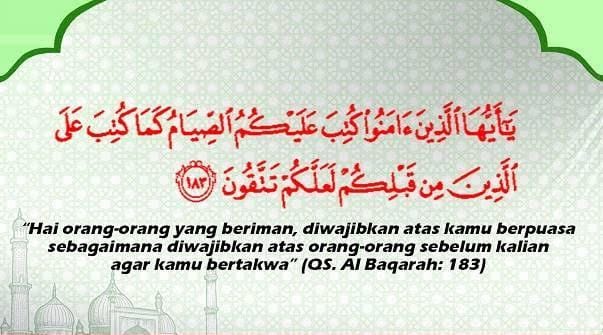 يَٰٓأَيُّهَا ٱلَّذِينَ ءَامَنُوا۟ كُتِبَ عَلَيْكُمُ ٱلصِّيَامُ كَمَا كُتِبَ عَلَى
ٱلَّذِينَ مِن قَبْلِكُمْ لَعَلَّكُمْ تَتَّقُونَ ١٨٣
“Hai orang-orang yang beriman, diwajibkan atas kamu berpuasa
sebagaimana diwajibkan atas orang-orang sebelum kalian
agar kamu bertakwa” (QS. Al Baqarah: 183)